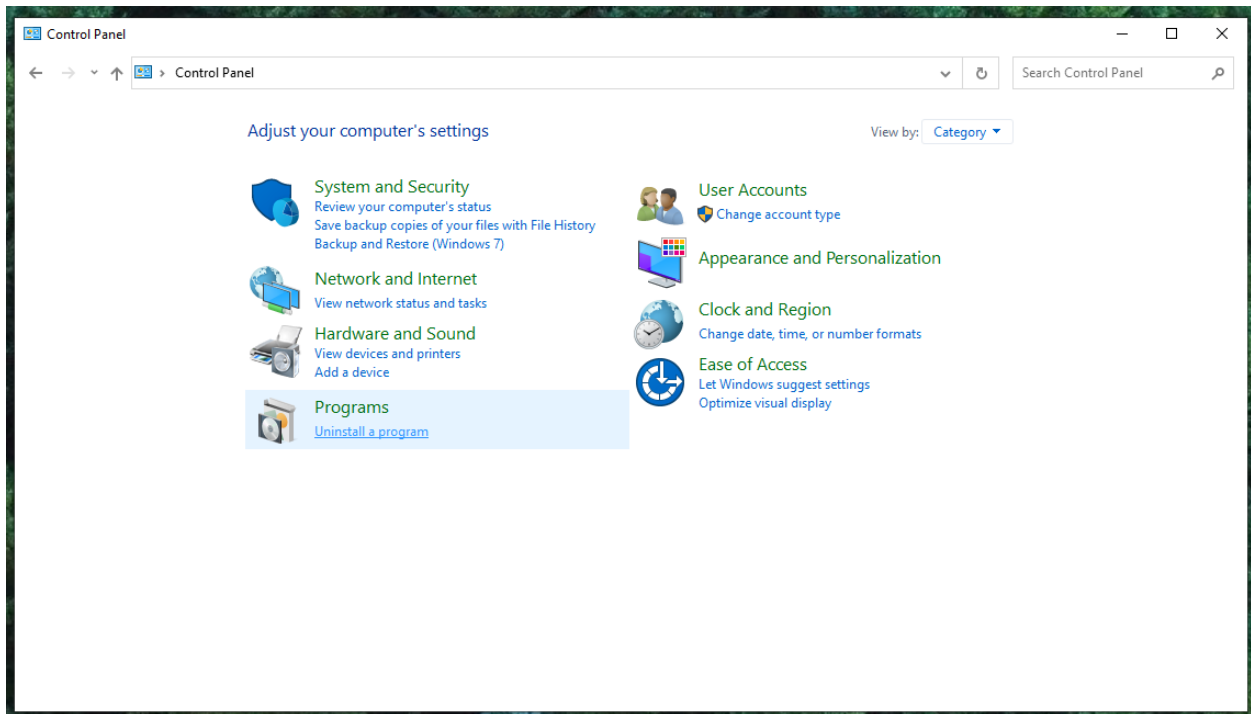 Control Panel
Control Panel
Search Control Panel
Adjust your computer's settings
View by: Category
System and Security
Review your computer's status
Save backup copies of your files with File History
Backup and Restore (Windows 7)
Network and Internet
View network status and tasks
Hardware and Sound
View devices and printers
Add a device
Programs
Uninstall a program
User Accounts
Change account type
Appearance and Personalization
Clock and Region
Change date, time, or number formats
Ease of Access
Let Windows suggest settings
Optimize visual display